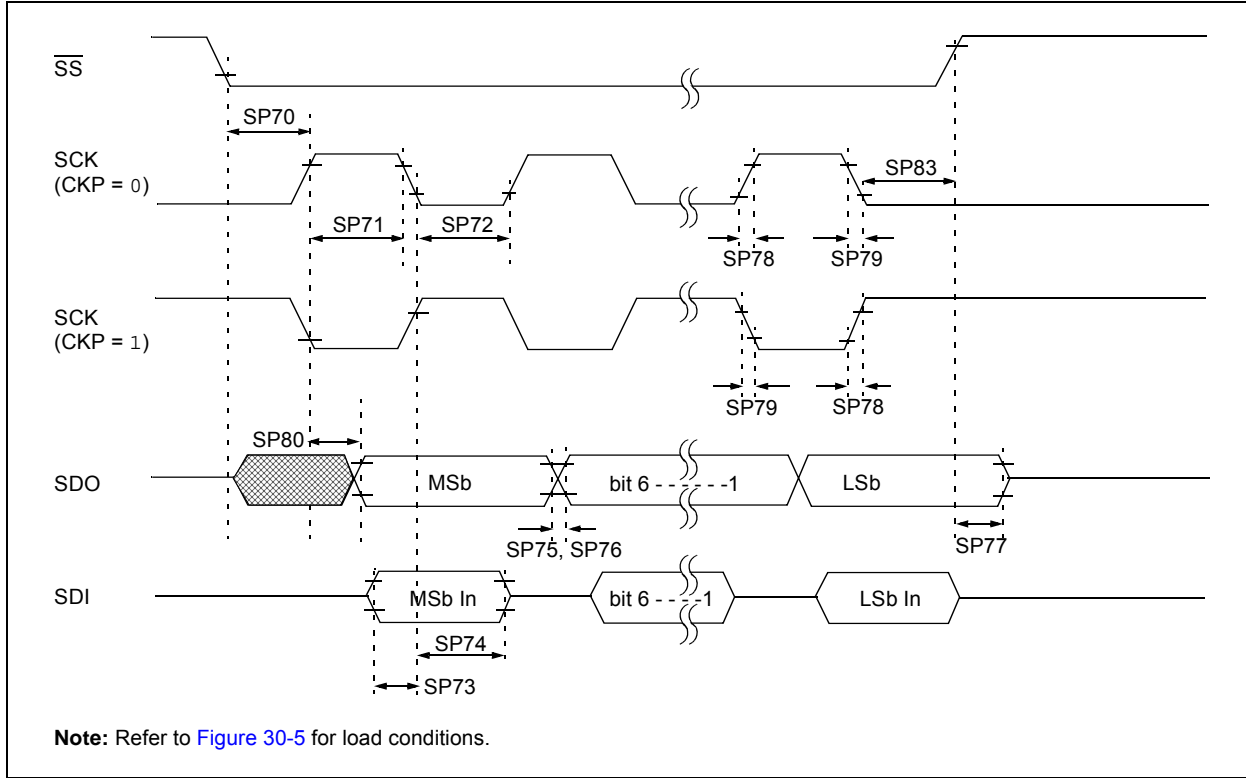 SS
SP70
SCK
(CKP = 0)
SP83
SP71
SP72
SP78
SP79
SCK
(CKP = 1)
SP79
SP78
SP80
SDO
MSb
bit 6 - - - - - -1
LSb
SP75, SP76
SP77
SDI
MSb In
bit 6 - - - -1
LSb In
SP74
SP73
Note: Refer to Figure 30-5 for load conditions.